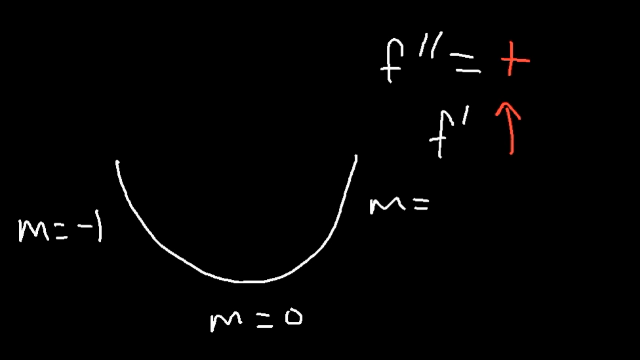 f'' = +
f' ↑
m =
m = -1
m = 0